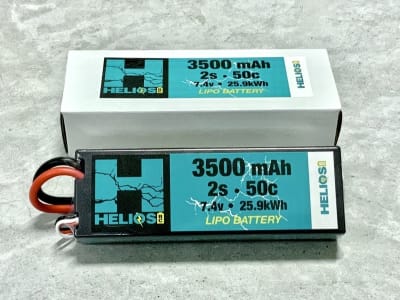 3500 mAh
2s • 50c
7.4v • 25.9kWh
LIPO BATTERY
HELIOS
HELIOS
3500 mAh
2s • 50c
7.4v • 25.9kWh
LIPO BATTERY
HELIOS
HELIOS